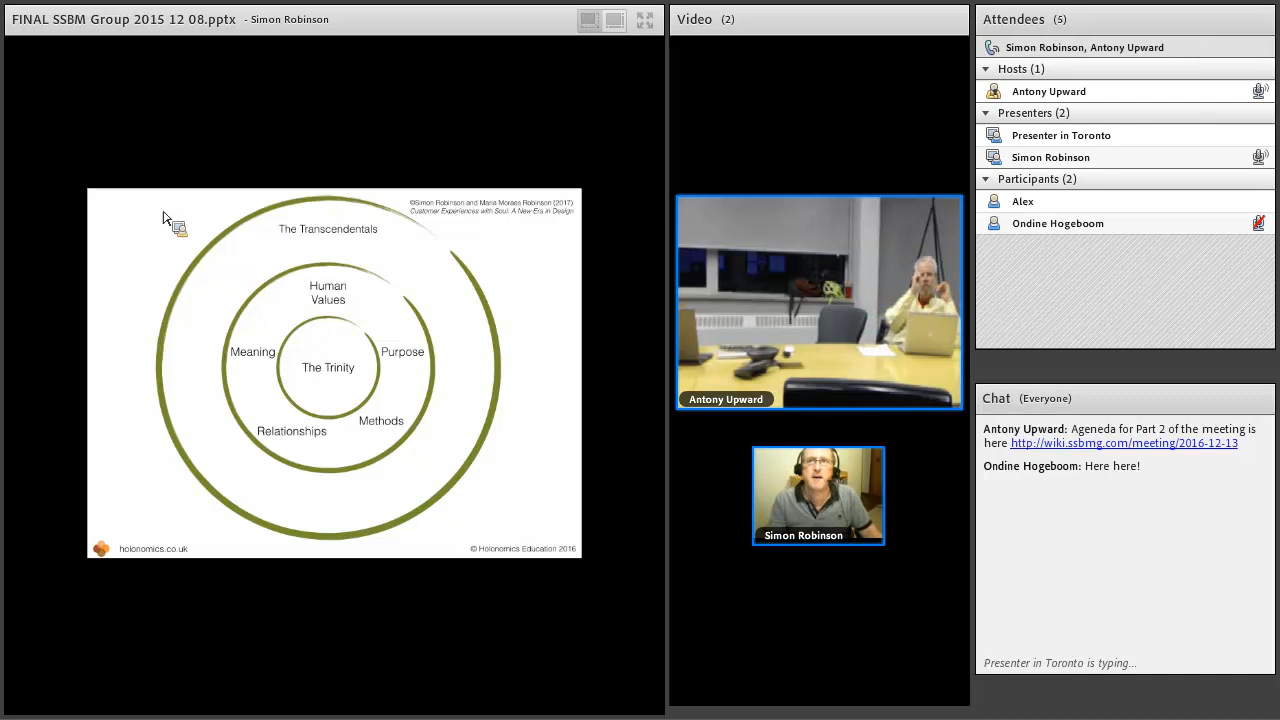 FINAL SSBM Group 2015 12 08.pptx - Simon Robinson
©Simon Robinson and Maria Moraes Robinson (2017)
Customer Experiences with Soul: A New Era in Design
The Transcendentals
Human
Values
Meaning
Purpose
The Trinity
Methods
Relationships
holonomics.co.uk
© Holonomics Education 2016
Video (2)
Antony Upward
Simon Robinson
Attendees (5)
Simon Robinson, Antony Upward
Hosts (1)
Antony Upward
Presenters (2)
Presenter in Toronto
Simon Robinson
Participants (2)
Alex
Ondine Hogeboom
Chat (Everyone)
Antony Upward: Ageneda for Part 2 of the meeting is
here http://wiki.ssbmg.com/meeting/2016-12-13
Ondine Hogeboom: Here here!
Presenter in Toronto is typing...